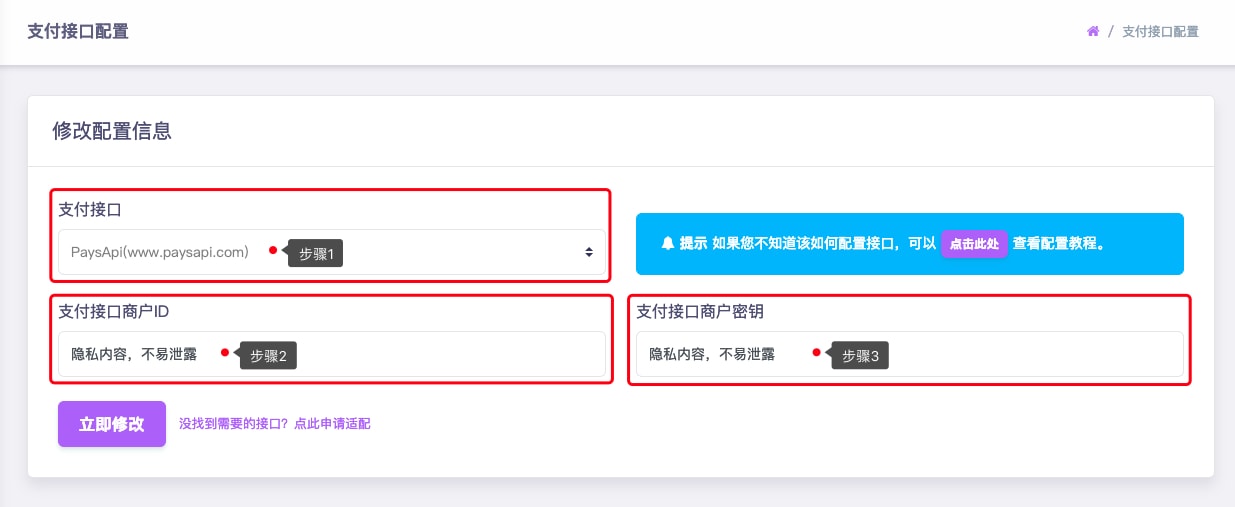 支付接口配置
/ 支付接口配置
修改配置信息
支付接口
PaysApi(www.paysapi.com) 步骤1
提示 如果您不知道该如何配置接口，可以 点击此处 查看配置教程。
支付接口商户ID
隐私内容，不易泄露 步骤2
支付接口商户密钥
隐私内容，不易泄露 步骤3
立即修改 没找到需要的接口？点此申请适配